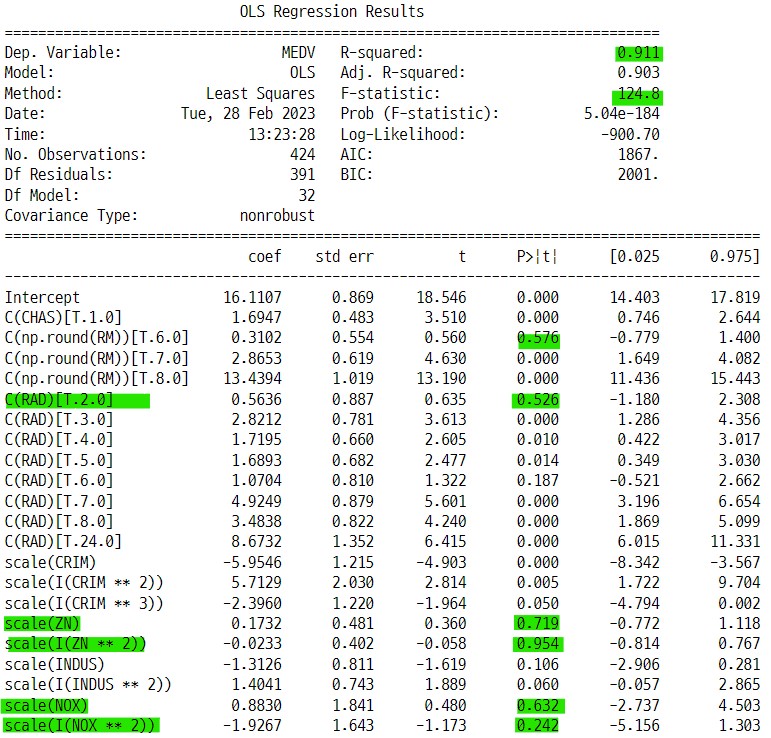 OLS Regression Results
==============================================================================
Dep. Variable: MEDV R-squared: 0.911
Model: OLS Adj. R-squared: 0.903
Method: Least Squares F-statistic: 124.8
Date: Tue, 28 Feb 2023 Prob (F-statistic): 5.04e-184
Time: 13:23:28 Log-Likelihood: -900.70
No. Observations: 424 AIC: 1867.
Df Residuals: 391 BIC: 2001.
Df Model: 32
Covariance Type: nonrobust
==========================================================================================
coef std err t P>|t| [0.025 0.975]
------------------------------------------------------------------------------------------
Intercept 16.1107 0.869 18.546 0.000 14.403 17.819
C(CHAS)[T.1.0] 1.6947 0.483 3.510 0.000 0.746 2.644
C(np.round(RM))[T.6.0] 0.3102 0.554 0.560 0.576 -0.779 1.400
C(np.round(RM))[T.7.0] 2.8653 0.619 4.630 0.000 1.649 4.082
C(np.round(RM))[T.8.0] 13.4394 1.019 13.190 0.000 11.436 15.443
C(RAD)[T.2.0] 0.5636 0.887 0.635 0.526 -1.180 2.308
C(RAD)[T.3.0] 2.8212 0.781 3.613 0.000 1.286 4.356
C(RAD)[T.4.0] 1.7195 0.660 2.605 0.010 0.422 3.017
C(RAD)[T.5.0] 1.6893 0.682 2.477 0.014 0.349 3.030
C(RAD)[T.6.0] 1.0704 0.810 1.322 0.187 -0.521 2.662
C(RAD)[T.7.0] 4.9249 0.879 5.601 0.000 3.196 6.654
C(RAD)[T.8.0] 3.4838 0.822 4.240 0.000 1.869 5.099
C(RAD)[T.24.0] 8.6732 1.352 6.415 0.000 6.015 11.331
scale(CRIM) -5.9546 1.215 -4.903 0.000 -8.342 -3.567
scale(I(CRIM ** 2)) 5.7129 2.030 2.814 0.005 1.722 9.704
scale(I(CRIM ** 3)) -2.3960 1.220 -1.964 0.050 -4.794 0.002
scale(ZN) 0.1732 0.481 0.360 0.719 -0.772 1.118
scale(I(ZN ** 2)) -0.0233 0.402 -0.058 0.954 -0.814 0.767
scale(INDUS) -1.3126 0.811 -1.619 0.106 -2.906 0.281
scale(I(INDUS ** 2)) 1.4041 0.743 1.889 0.060 -0.057 2.865
scale(NOX) 0.8830 1.841 0.480 0.632 -2.737 4.503
scale(I(NOX ** 2)) -1.9267 1.643 -1.173 0.242 -5.156 1.303